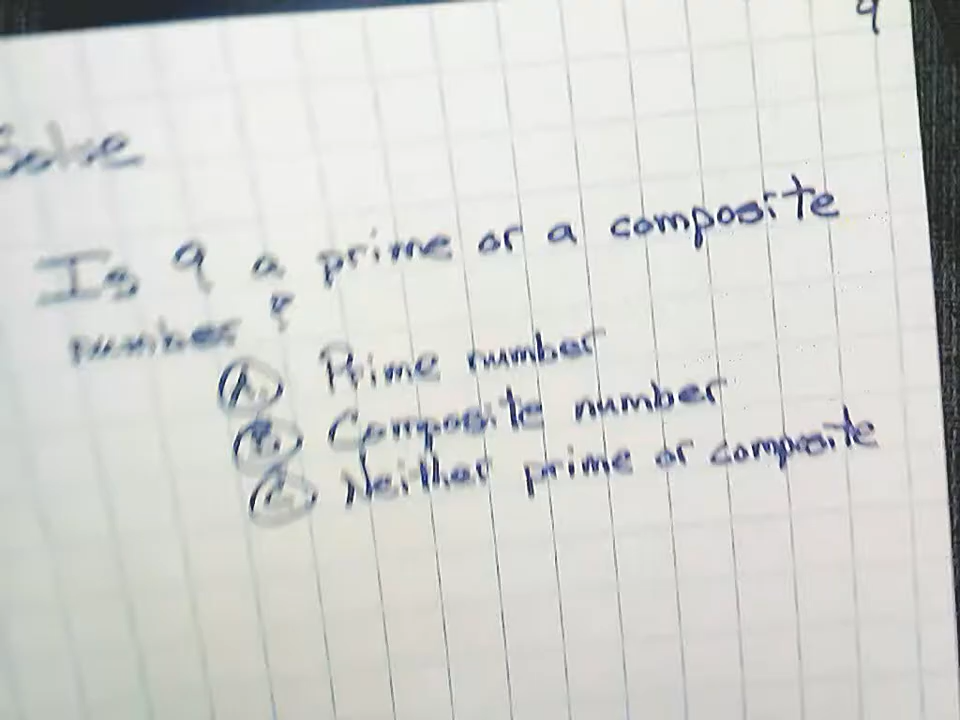 9
Solve
Is 9 a prime or a composite
number?
A. Prime number
B. Composite number
C. Neither prime or composite